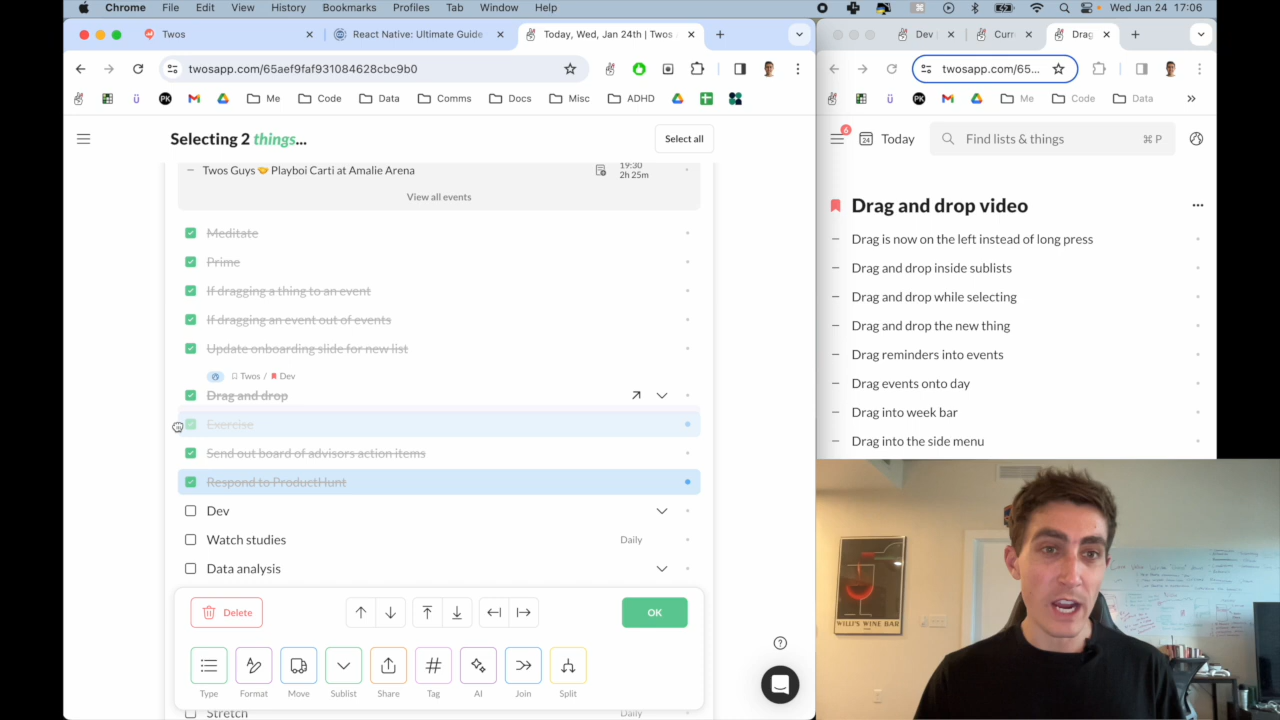 Chrome File Edit View History Bookmarks Profiles Tab Window Help
Wed Jan 24th 17:06
Twos
React Native: Ultimate Guide
Today, Wed, Jan 24th | Twos
twosapp.com/65aef9faf931084623cbc9b0
Me Code Data Comms Docs Misc ADHD
Selecting 2 things...
Select all
Twos Guys 🤝 Playboi Carti at Amalie Arena
19:30
2h 25m
View all events
Meditate
Prime
If dragging a thing to an event
If dragging an event out of events
Update onboarding slide for new list
Twos / Dev
Drag and drop
Exercise
Send out board of advisors action items
Respond to ProductHunt
Dev
Watch studies Daily
Data analysis
Delete
OK
Type Format Move Sublist Share Tag AI Join Split
Stretch Daily
Dev
Curr
Drag
twosapp.com/65...
Me Code Data
6
24 Today
Find lists & things ⌘ P
Drag and drop video
Drag is now on the left instead of long press
Drag and drop inside sublists
Drag and drop while selecting
Drag and drop the new thing
Drag reminders into events
Drag events onto day
Drag into week bar
Drag into the side menu
WILLI'S WINE BAR